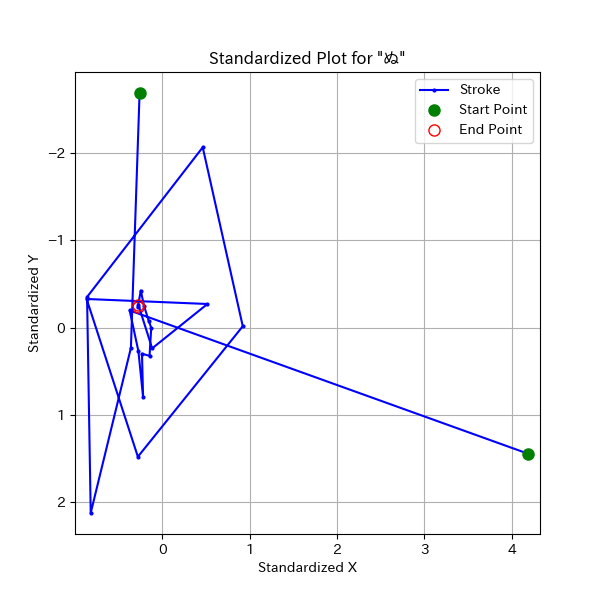 Standardized Plot for "ぬ"
Stroke
Start Point
End Point
−2
−1
0
1
2
Standardized Y
0 1 2 3 4
Standardized X